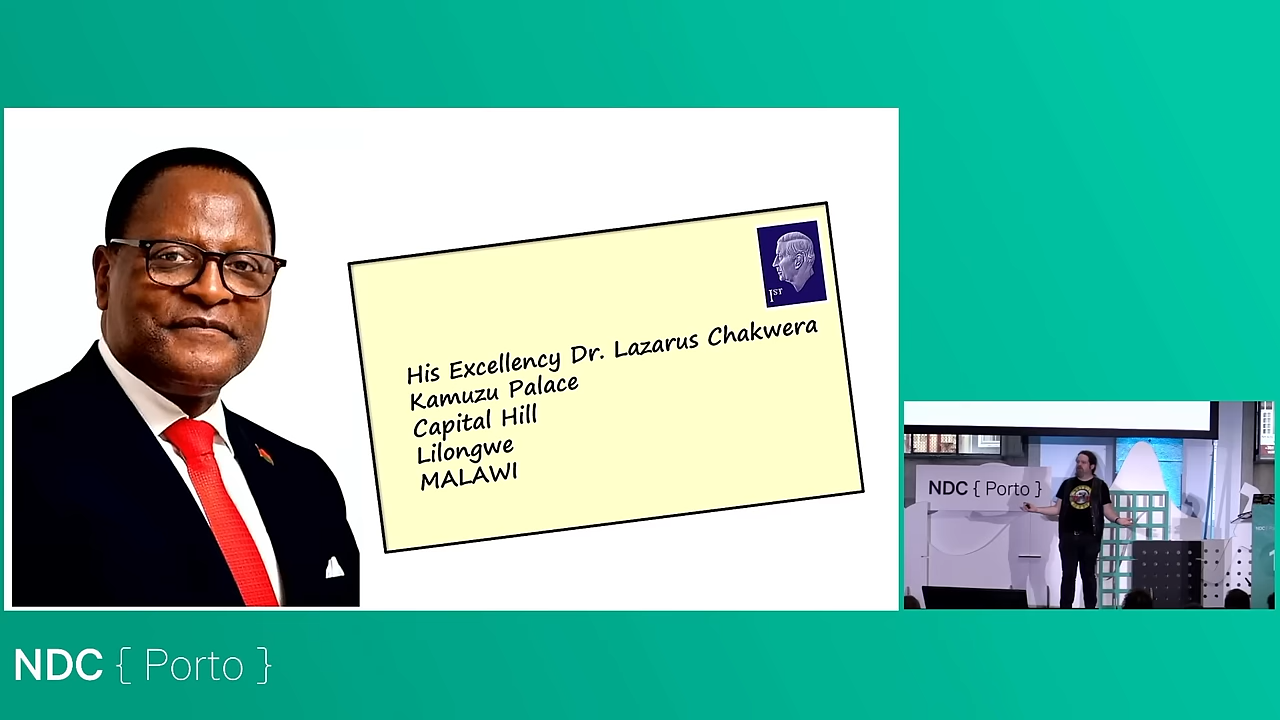 His Excellency Dr. Lazarus Chakwera
Kamuzu Palace
Capital Hill
Lilongwe
MALAWI
1ST
NDC { Porto }
NDC { Porto }